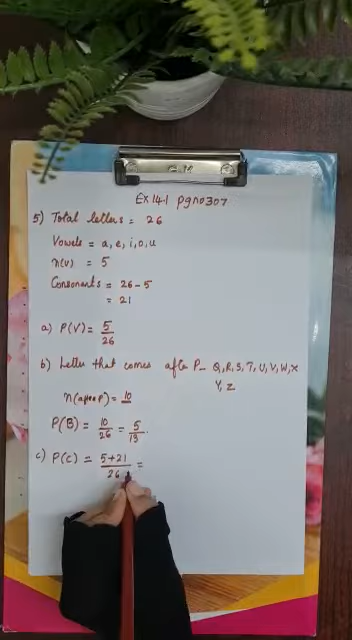 Ex 14.1 pg no 307
5) Total letters = 26
Vowels = a, e, i, o, u
n(v) = 5
Consonants = 26 - 5
= 21
a) P(V) = 5/26
b) Letter that comes after P - Q, R, S, T, U, V, W, X
Y, Z
n(after P) = 10
P(B) = 10/26 = 5/13.
c) P(C) = 5+21/26 =